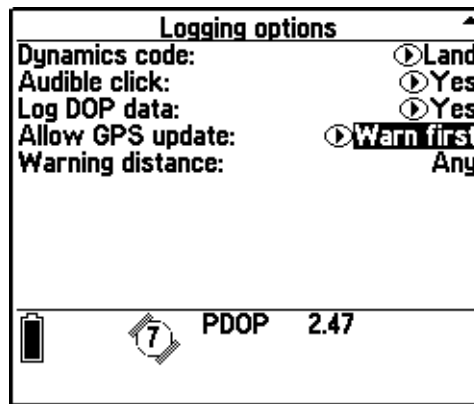 Logging options
Dynamics code: Land
Audible click: Yes
Log DOP data: Yes
Allow GPS update: Warn first
Warning distance: Any
7 PDOP 2.47